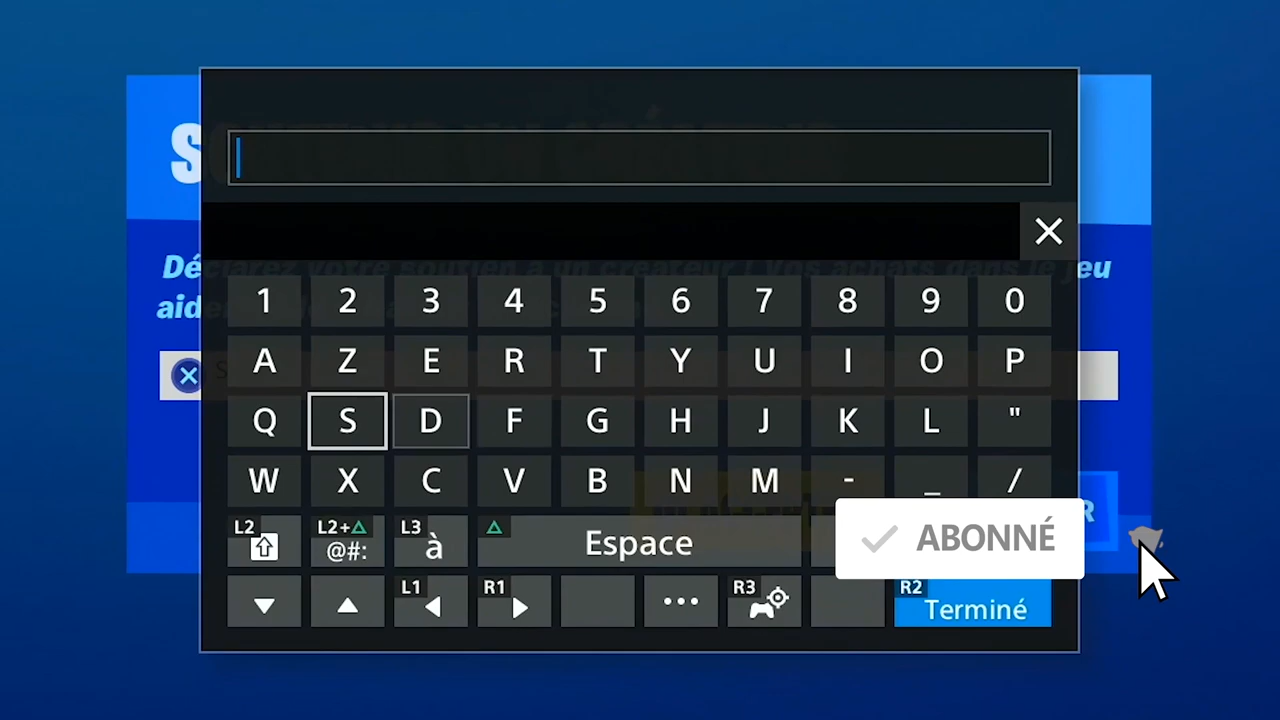 S
Déclarez votre soutien à un créateur ! Vos achats dans le jeu
aide
1 2 3 4 5 6 7 8 9 0
A Z E R T Y U I O P
Q S D F G H J K L "
W X C V B N M - _ /
L2 L2+△ @#: L3 à △ Espace
ABONNÉ
R
L1 R1 ... R3 R2 Terminé